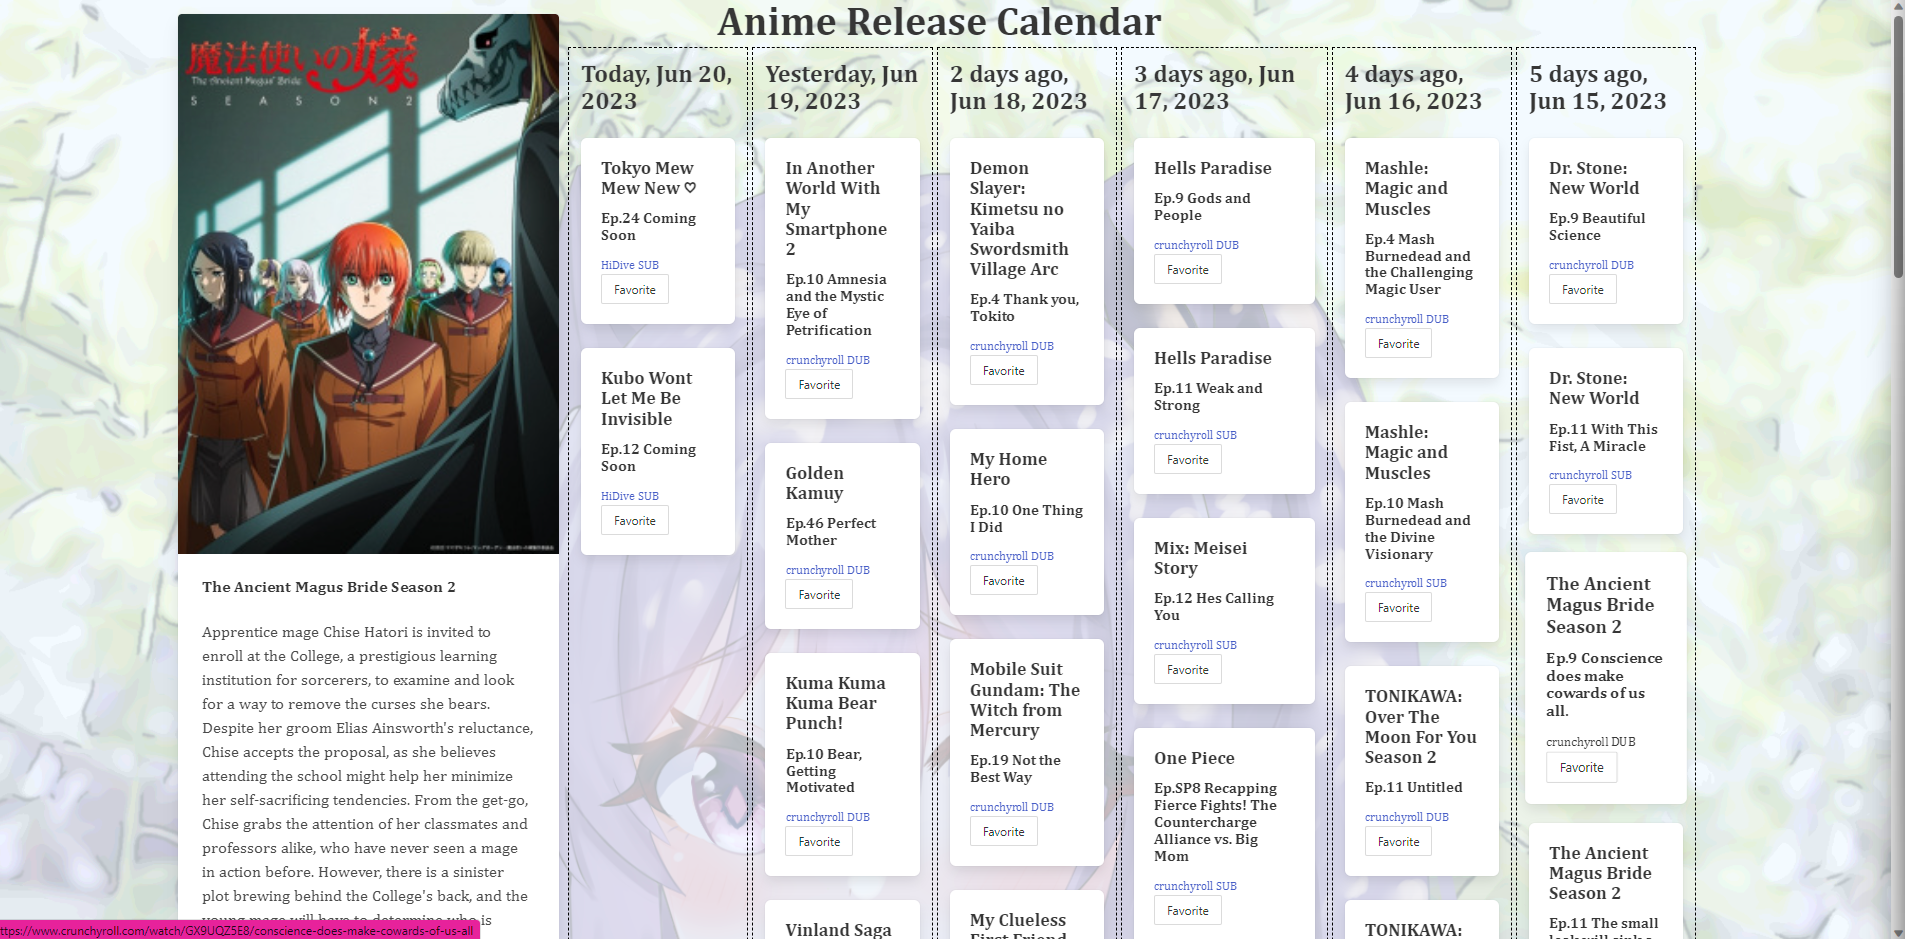 Anime Release Calendar
魔法使いの嫁
The Ancient Magus' Bride
SEASON 2
The Ancient Magus Bride Season 2
Apprentice mage Chise Hatori is invited to
enroll at the College, a prestigious learning
institution for sorcerers, to examine and look
for a way to remove the curses she bears.
Despite her groom Elias Ainsworth's reluctance,
Chise accepts the proposal, as she believes
attending the school might help her minimize
her self-sacrificing tendencies. From the get-go,
Chise grabs the attention of her classmates and
professors alike, who have never seen a mage
in action before. However, there is a sinister
plot brewing behind the College's back, and the
young mage will have to determine who is
ttps://www.crunchyroll.com/watch/GX9UQZ5E8/conscience-does-make-cowards-of-us-all
Today, Jun 20,
2023
Tokyo Mew
Mew New ♡
Ep.24 Coming
Soon
HiDive SUB
Favorite
Kubo Wont
Let Me Be
Invisible
Ep.12 Coming
Soon
HiDive SUB
Favorite
Yesterday, Jun
19, 2023
In Another
World With
My
Smartphone
2
Ep.10 Amnesia
and the Mystic
Eye of
Petrification
crunchyroll DUB
Favorite
Golden
Kamuy
Ep.46 Perfect
Mother
crunchyroll DUB
Favorite
Kuma Kuma
Kuma Bear
Punch!
Ep.10 Bear,
Getting
Motivated
crunchyroll DUB
Favorite
Vinland Saga
2 days ago,
Jun 18, 2023
Demon
Slayer:
Kimetsu no
Yaiba
Swordsmith
Village Arc
Ep.4 Thank you,
Tokito
crunchyroll DUB
Favorite
My Home
Hero
Ep.10 One Thing
I Did
crunchyroll DUB
Favorite
Mobile Suit
Gundam: The
Witch from
Mercury
Ep.19 Not the
Best Way
crunchyroll DUB
Favorite
My Clueless
First Friend
3 days ago, Jun
17, 2023
Hells Paradise
Ep.9 Gods and
People
crunchyroll DUB
Favorite
Hells Paradise
Ep.11 Weak and
Strong
crunchyroll SUB
Favorite
Mix: Meisei
Story
Ep.12 Hes Calling
You
crunchyroll SUB
Favorite
One Piece
Ep.SP8 Recapping
Fierce Fights! The
Countercharge
Alliance vs. Big
Mom
crunchyroll SUB
Favorite
4 days ago,
Jun 16, 2023
Mashle:
Magic and
Muscles
Ep.4 Mash
Burnedead and
the Challenging
Magic User
crunchyroll DUB
Favorite
Mashle:
Magic and
Muscles
Ep.10 Mash
Burnedead and
the Divine
Visionary
crunchyroll SUB
Favorite
TONIKAWA:
Over The
Moon For You
Season 2
Ep.11 Untitled
crunchyroll DUB
Favorite
TONIKAWA:
5 days ago,
Jun 15, 2023
Dr. Stone:
New World
Ep.9 Beautiful
Science
crunchyroll DUB
Favorite
Dr. Stone:
New World
Ep.11 With This
Fist, A Miracle
crunchyroll SUB
Favorite
The Ancient
Magus Bride
Season 2
Ep.9 Conscience
does make
cowards of us
all.
crunchyroll DUB
Favorite
The Ancient
Magus Bride
Season 2
Ep.11 The small